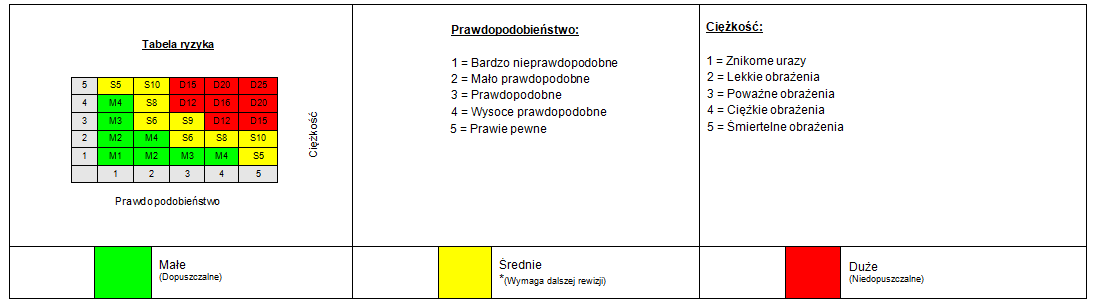 Tabela ryzyka
5 S5 S10 D15 D20 D25
4 M4 S8 D12 D16 D20
3 M3 S6 S9 D12 D15
2 M2 M4 S6 S8 S10
1 M1 M2 M3 M4 S5
1 2 3 4 5
Prawdopodobieństwo
Ciężkość
Prawdopodobieństwo:
1 = Bardzo nieprawdopodobne
2 = Mało prawdopodobne
3 = Prawdopodobne
4 = Wysoce prawdopodobne
5 = Prawie pewne
Ciężkość:
1 = Znikome urazy
2 = Lekkie obrażenia
3 = Poważne obrażenia
4 = Ciężkie obrażenia
5 = Śmiertelne obrażenia
Małe
(Dopuszczalne)
Średnie
*(Wymaga dalszej rewizji)
Duże
(Niedopuszczalne)